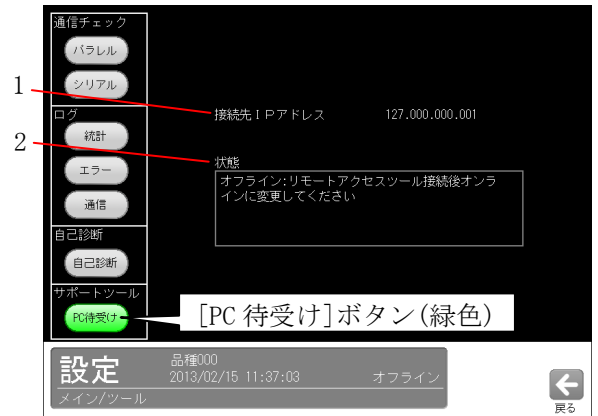 通信チェック
パラレル
シリアル
1
接続先IPアドレス 127.000.000.001
ログ
統計
2
状態
エラー
オフライン:リモートアクセスツール接続後オンラ
インに変更してください
通信
自己診断
自己診断
サポートツール
PC待受け
[PC 待受け]ボタン(緑色)
設定
品種000
2013/02/15 11:37:03 オフライン
メイン/ツール
戻る